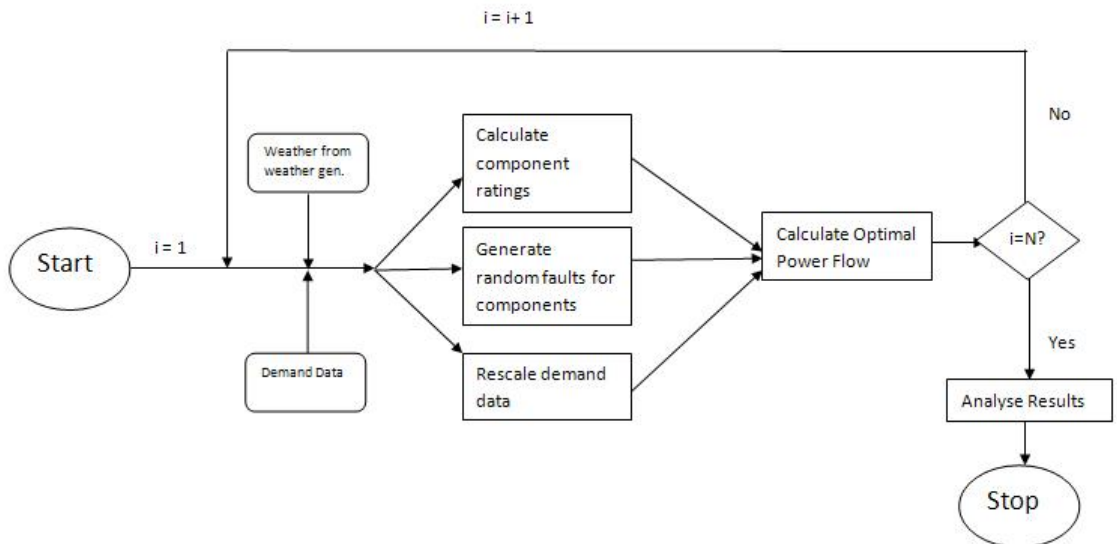 i = i+ 1
No
Weather from
weather gen.
Calculate
component
ratings
Start
i = 1
Generate
random faults for
components
Calculate Optimal
Power Flow
i=N?
Demand Data
Rescale demand
data
Yes
Analyse Results
Stop